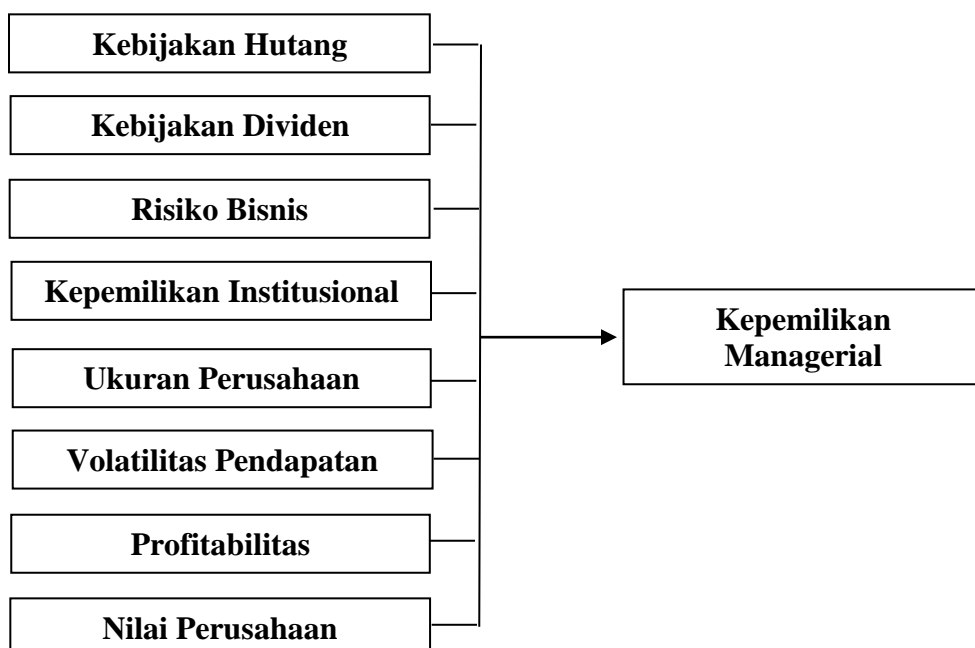 Kebijakan Hutang
Kebijakan Dividen
Risiko Bisnis
Kepemilikan Institusional
Ukuran Perusahaan
Volatilitas Pendapatan
Profitabilitas
Nilai Perusahaan
Kepemilikan
Managerial